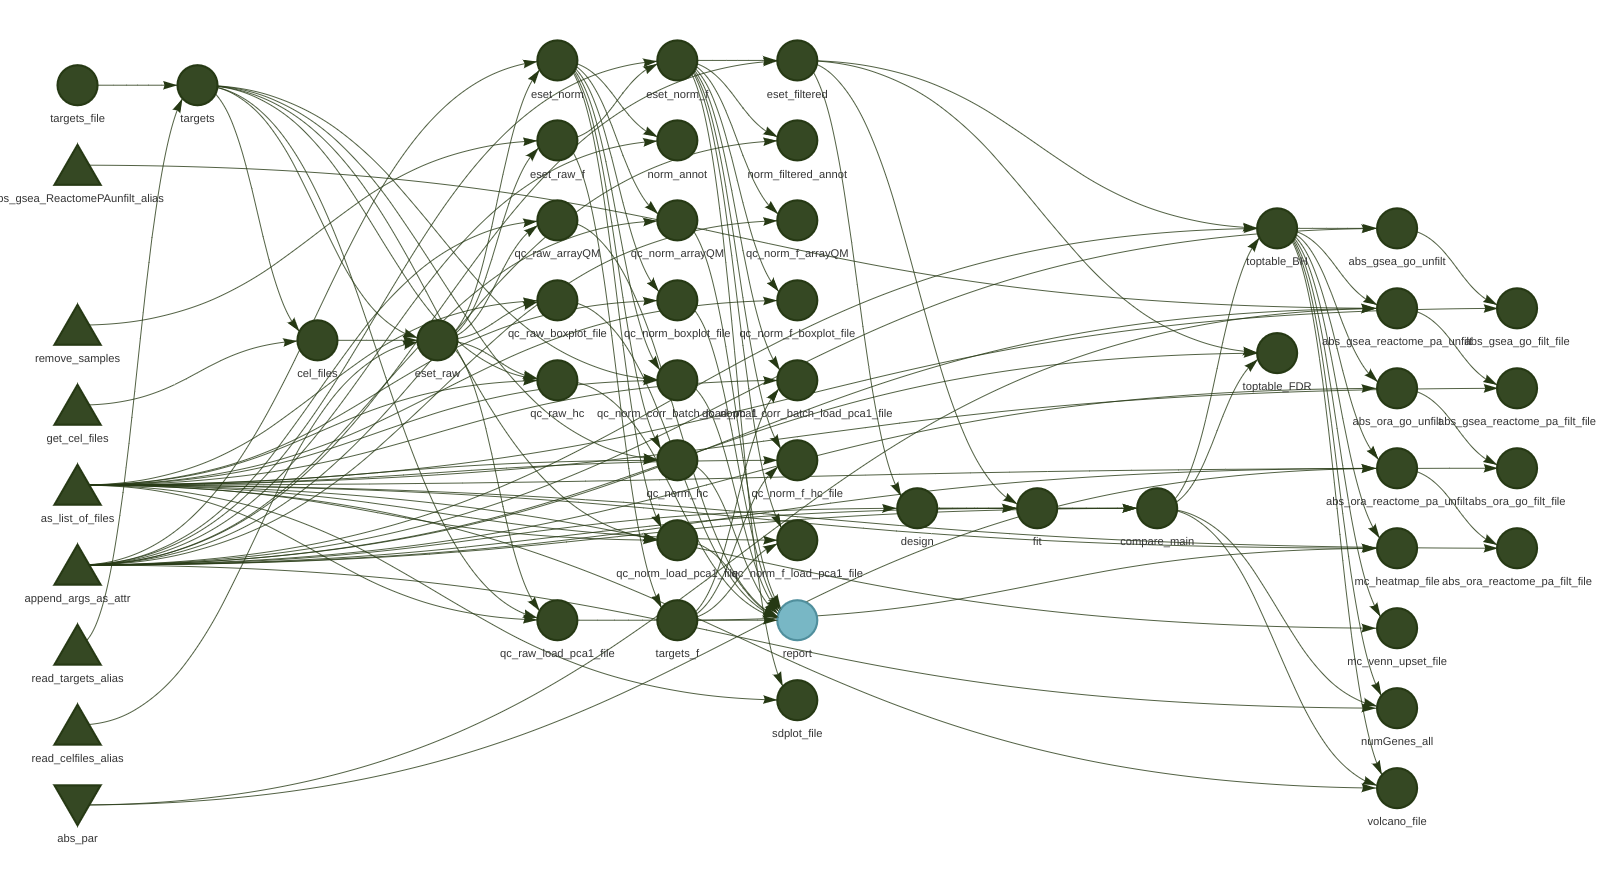 targets_file
targets
eset_norm
eset_norm_f
eset_filtered
eset_raw_f
norm_annot
norm_filtered_annot
bs_gsea_ReactomePAunfilt_alias
qc_raw_arrayQM
qc_norm_arrayQM
qc_norm_f_arrayQM
toptable_BH
abs_gsea_go_unfilt
qc_raw_boxplot_file
qc_norm_boxplot_file
qc_norm_f_boxplot_file
abs_gsea_reactome_pa_unfilt
abs_gsea_go_filt_file
remove_samples
cel_files
eset_raw
toptable_FDR
qc_raw_hc
qc_norm_corr_batch_load_pca1
qc_norm_f_corr_batch_load_pca1_file
abs_ora_go_unfilt
abs_gsea_reactome_pa_filt_file
get_cel_files
qc_norm_hc
qc_norm_f_hc_file
abs_ora_reactome_pa_unfilt
abs_ora_go_filt_file
as_list_of_files
design
fit
compare_main
qc_norm_load_pca1_file
qc_norm_f_load_pca1_file
mc_heatmap_file
abs_ora_reactome_pa_filt_file
append_args_as_attr
qc_raw_load_pca1_file
targets_f
report
mc_venn_upset_file
read_targets_alias
sdplot_file
numGenes_all
read_celfiles_alias
volcano_file
abs_par